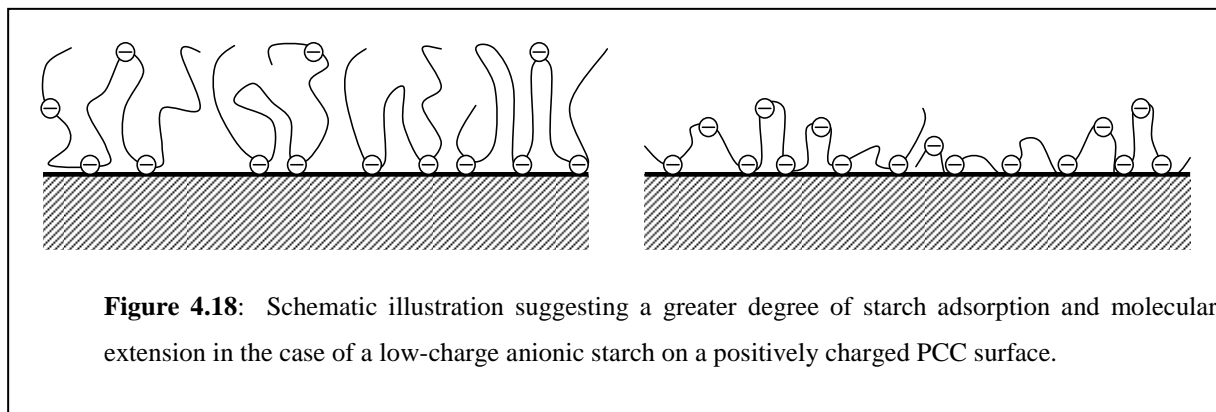 Figure 4.18: Schematic illustration suggesting a greater degree of starch adsorption and molecular
extension in the case of a low-charge anionic starch on a positively charged PCC surface.